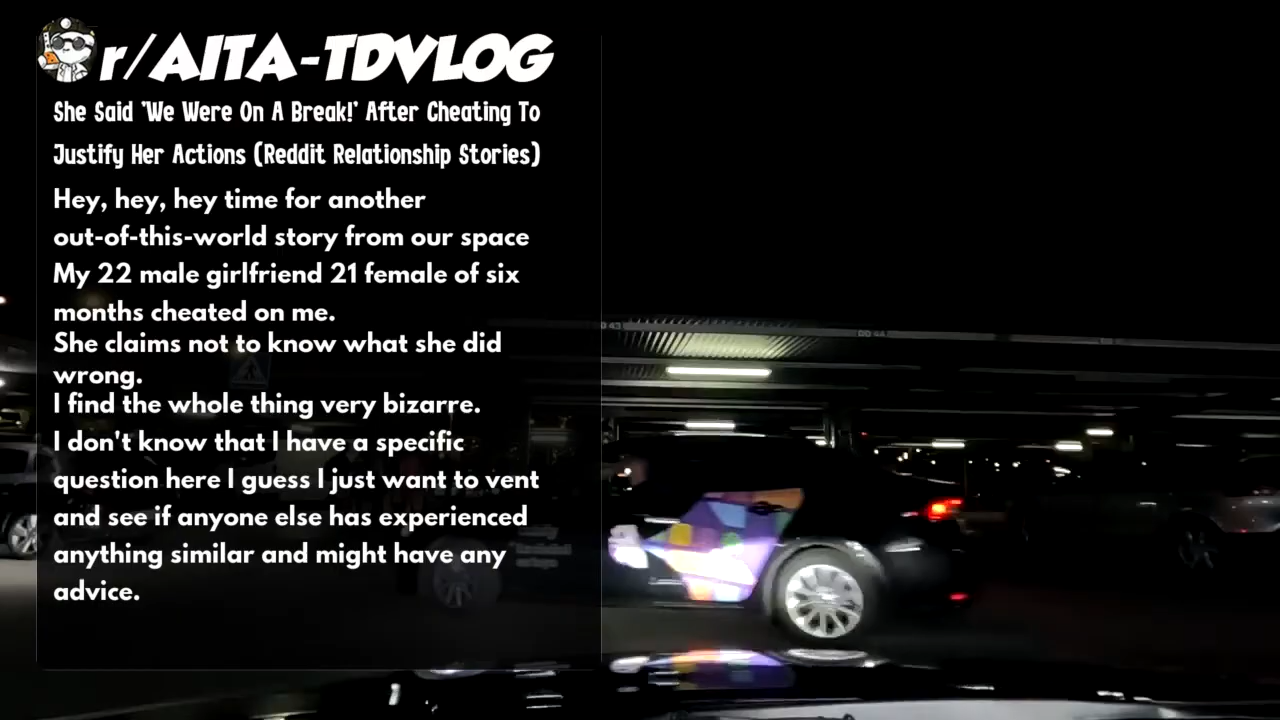 r/AITA-TDVLOG
She Said 'We Were On A Break!' After Cheating To
Justify Her Actions (Reddit Relationship Stories)
Hey, hey, hey time for another
out-of-this-world story from our space
My 22 male girlfriend 21 female of six
months cheated on me.
She claims not to know what she did
wrong.
I find the whole thing very bizarre.
I don't know that I have a specific
question here I guess I just want to vent
and see if anyone else has experienced
anything similar and might have any
advice.